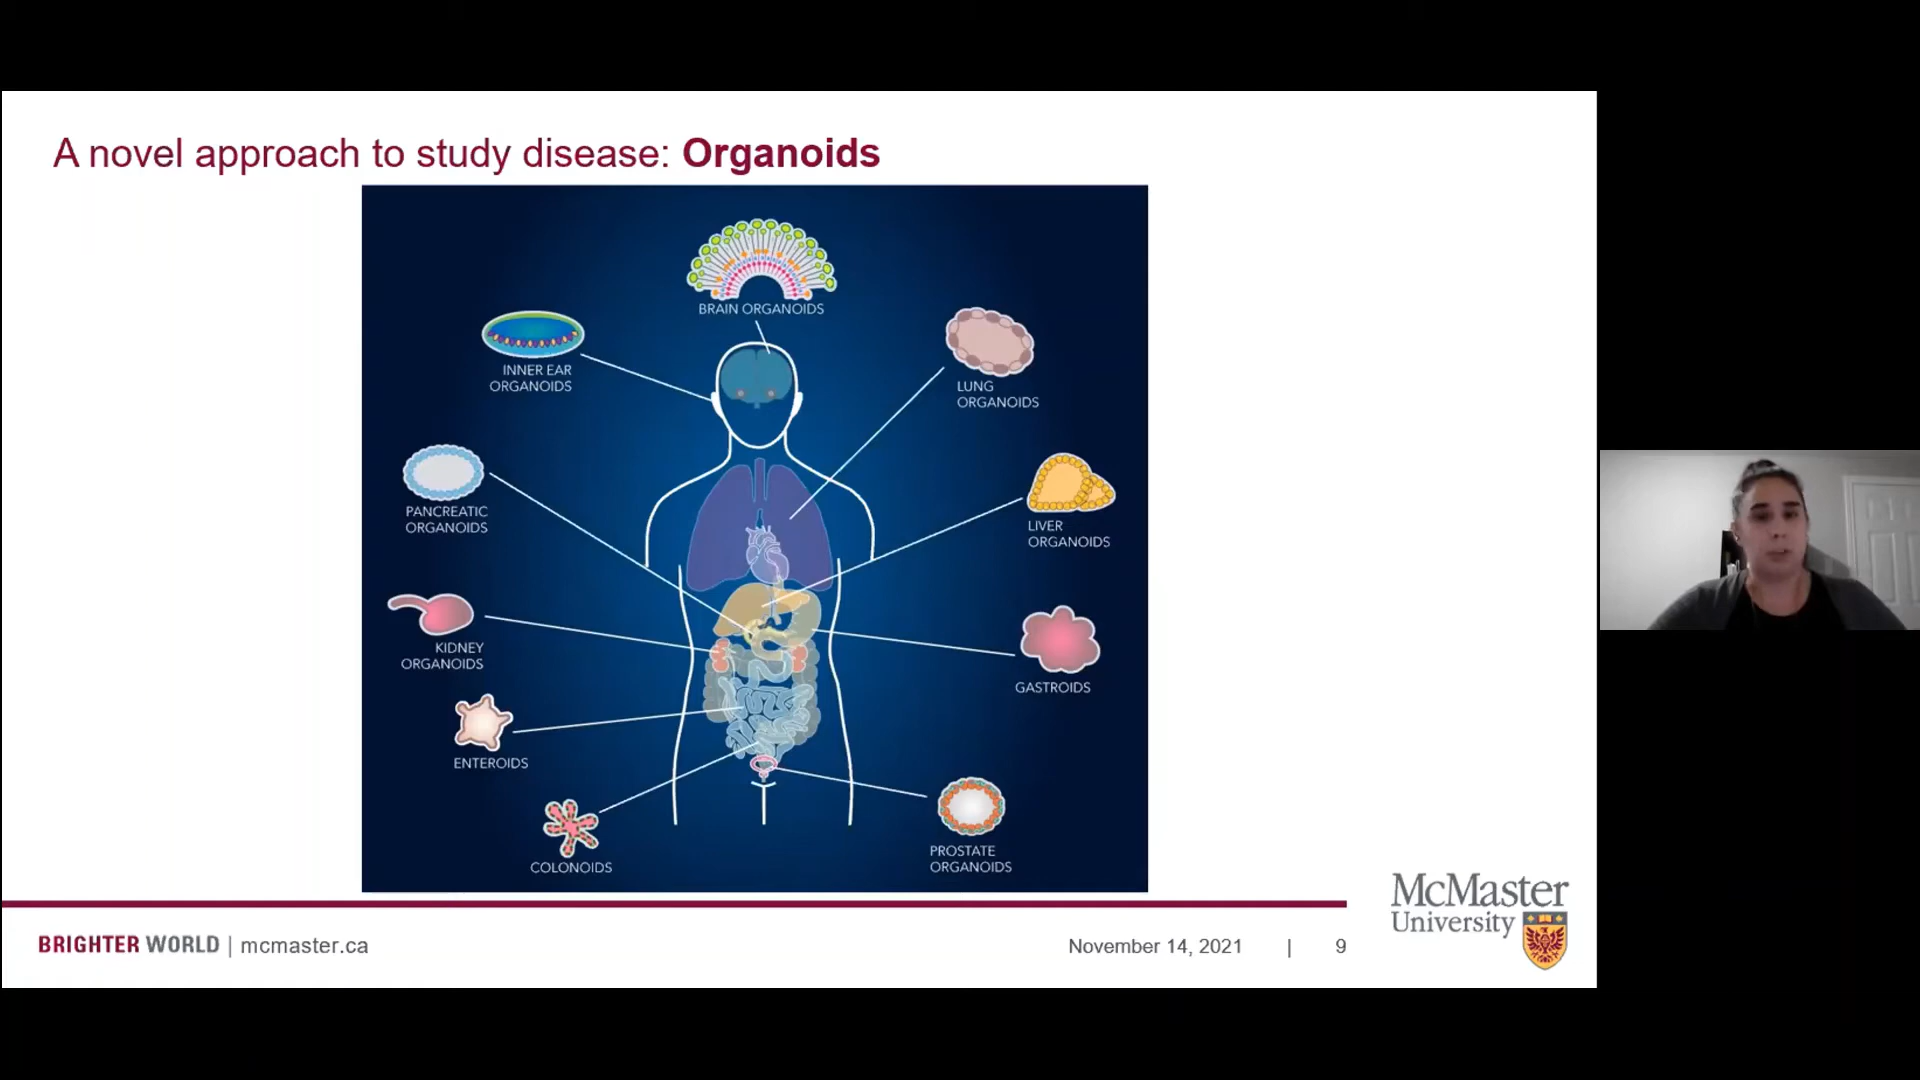 A novel approach to study disease: Organoids
BRAIN ORGANOIDS
INNER EAR
ORGANOIDS
LUNG
ORGANOIDS
PANCREATIC
ORGANOIDS
LIVER
ORGANOIDS
KIDNEY
ORGANOIDS
GASTROIDS
ENTEROIDS
COLONOIDS
PROSTATE
ORGANOIDS
McMaster
University
BRIGHTER WORLD | mcmaster.ca
November 14, 2021 | 9